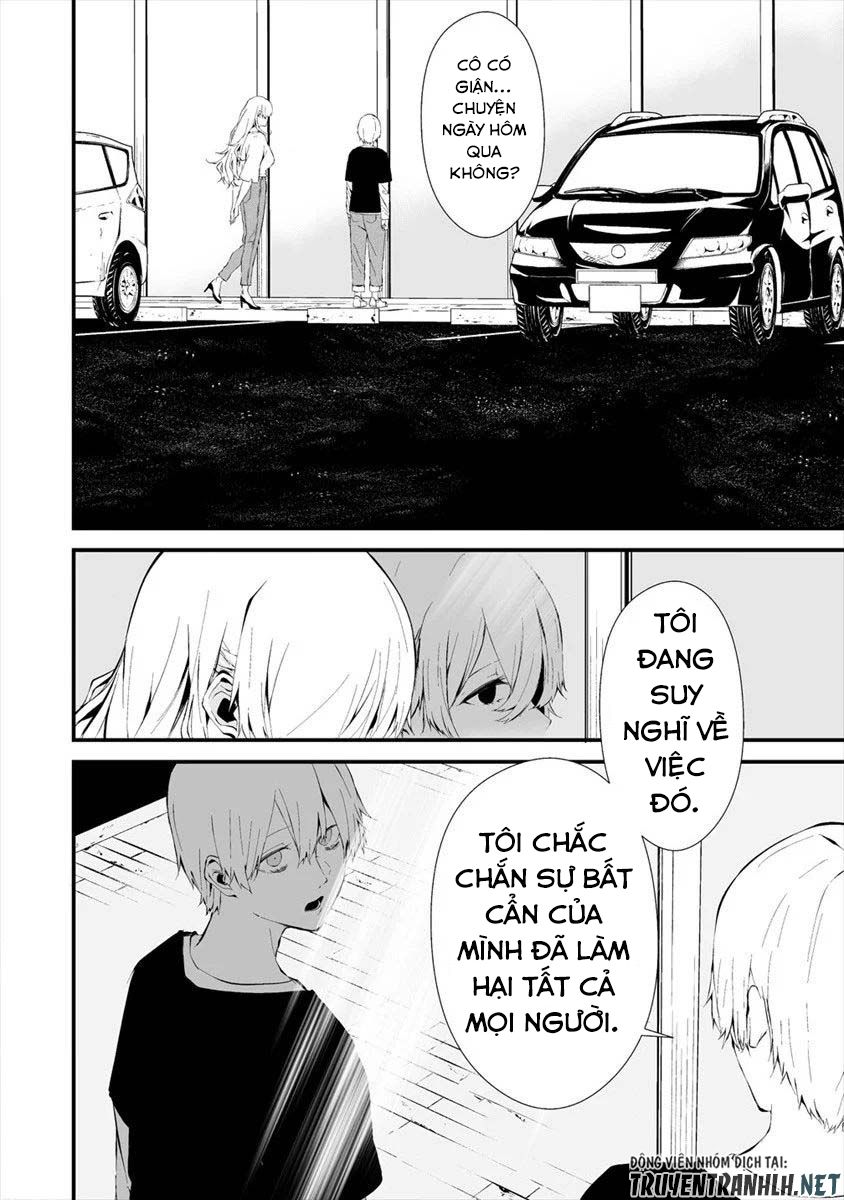 CÔ CÓ
GIẬN...
CHUYỆN
NGÀY HÔM
QUA
KHÔNG?
TÔI
ĐANG
SUY
NGHĨ VỀ
VIỆC
ĐÓ.
TÔI CHẮC
CHẮN SỰ BẤT
CẨN CỦA
MÌNH ĐÃ LÀM
HẠI TẤT CẢ
MỌI NGƯỜI.
ĐỘNG VIÊN NHÓM DỊCH TẠI:
TRUYENTRANHLH.NET